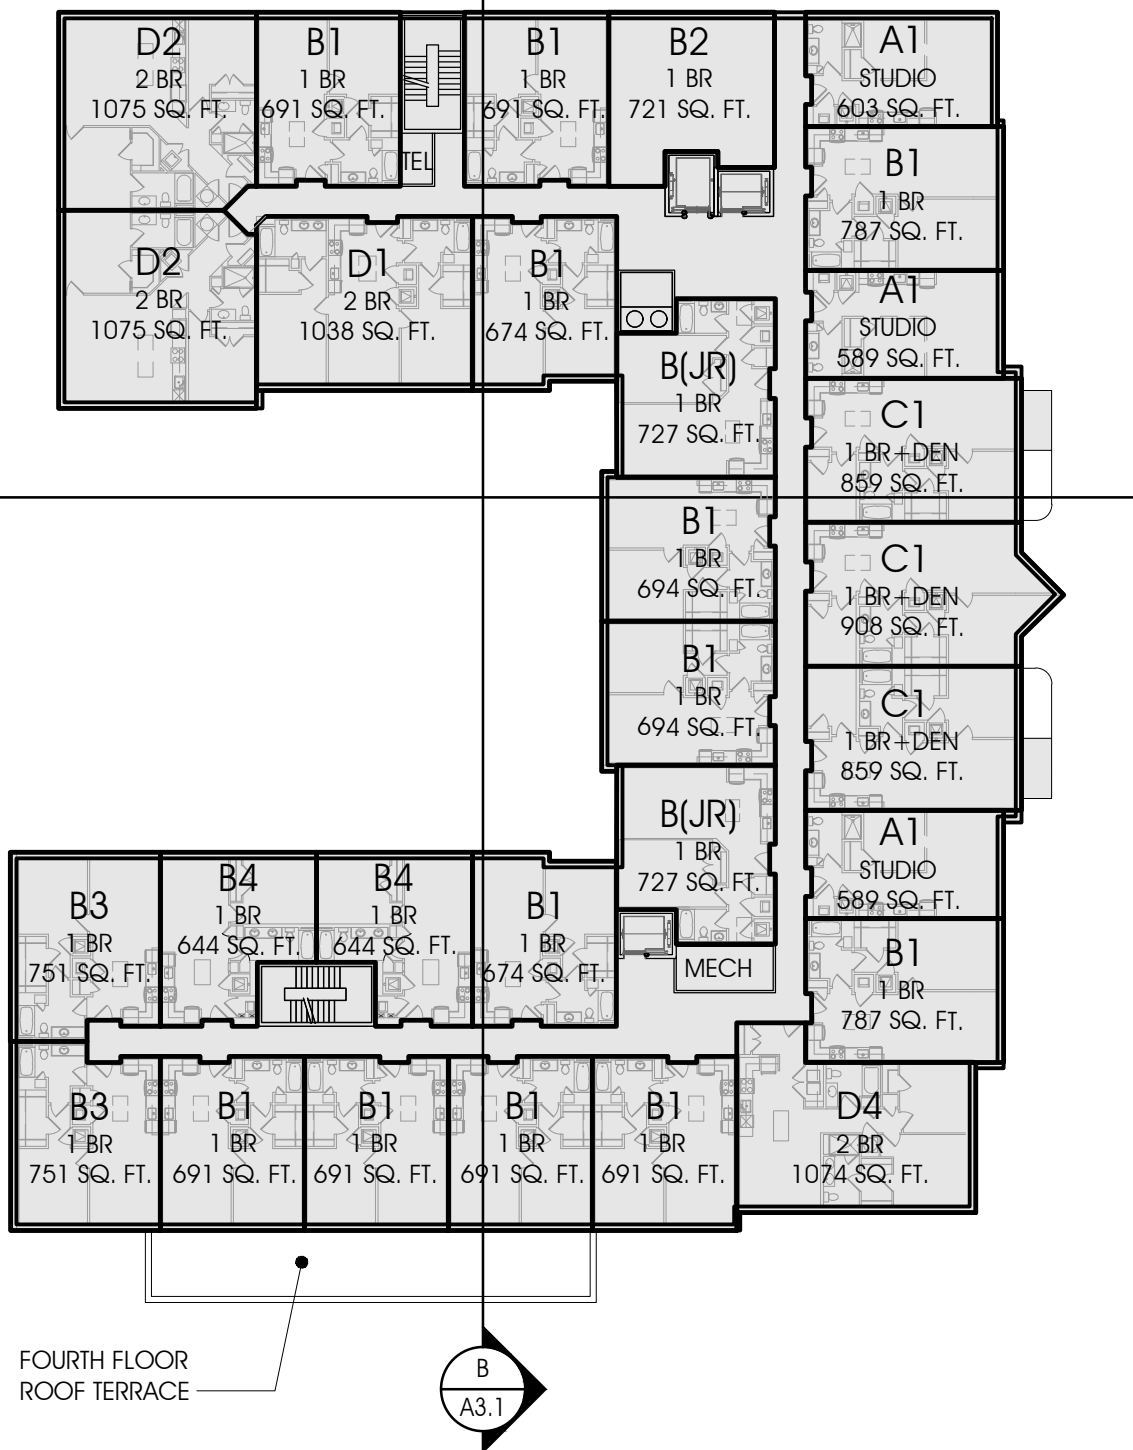 D2
2 BR
1075 SQ. FT.
B1
1 BR
691 SQ. FT.
B1
1 BR
691 SQ. FT.
B2
1 BR
721 SQ. FT.
A1
STUDIO
603 SQ. FT.
TEL
B1
1 BR
787 SQ. FT.
D2
2 BR
1075 SQ. FT.
D1
2 BR
1038 SQ. FT.
B1
1 BR
674 SQ. FT.
A1
STUDIO
589 SQ. FT.
B(JR)
1 BR
727 SQ. FT.
C1
1 BR+DEN
859 SQ. FT.
B1
1 BR
694 SQ. FT.
C1
1 BR+DEN
908 SQ. FT.
B1
1 BR
694 SQ. FT.
C1
1 BR+DEN
859 SQ. FT.
B(JR)
1 BR
727 SQ. FT.
A1
STUDIO
589 SQ. FT.
B3
1 BR
751 SQ. FT.
B4
1 BR
644 SQ. FT.
B4
1 BR
644 SQ. FT.
B1
1 BR
674 SQ. FT.
MECH
B1
1 BR
787 SQ. FT.
B3
1 BR
751 SQ. FT.
B1
1 BR
691 SQ. FT.
B1
1 BR
691 SQ. FT.
B1
1 BR
691 SQ. FT.
B1
1 BR
691 SQ. FT.
D4
2 BR
1074 SQ. FT.
FOURTH FLOOR
ROOF TERRACE
B
A3.1